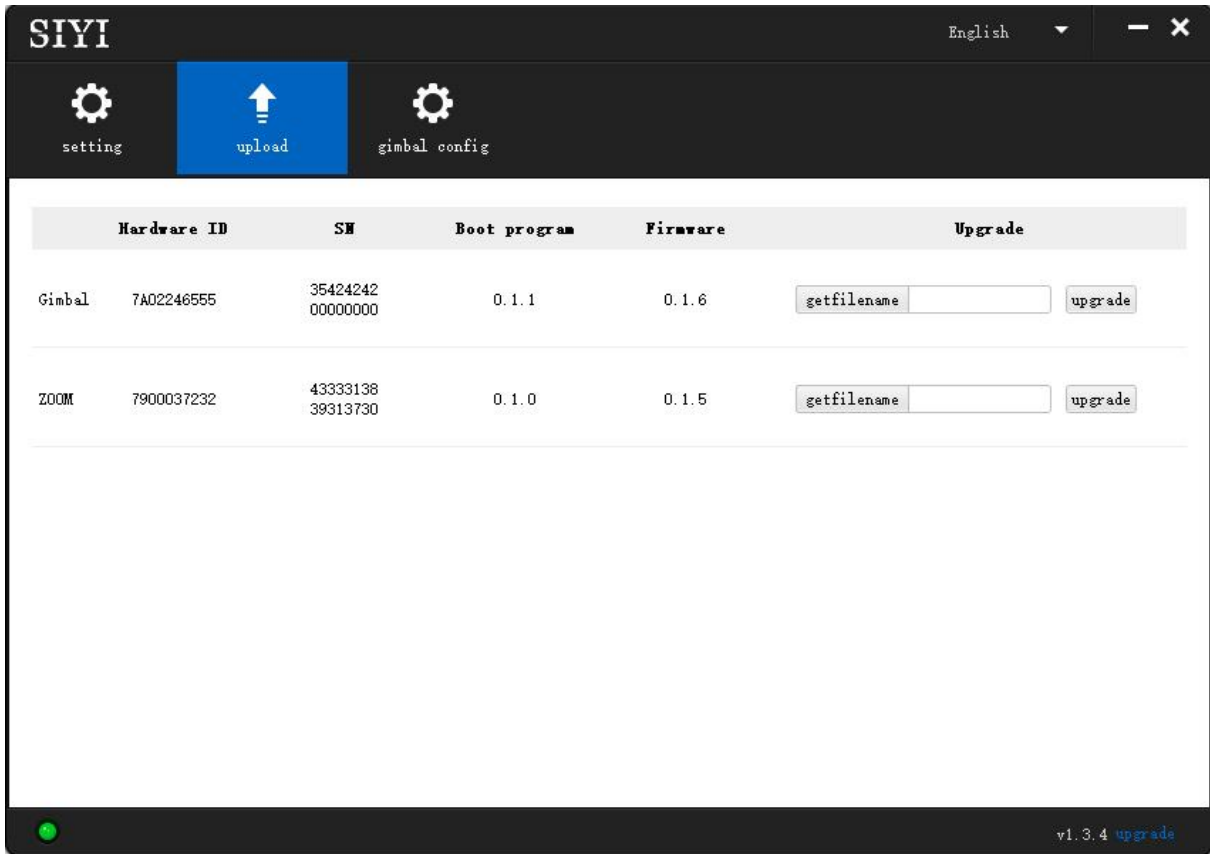 SIYI
English
setting
upload
gimbal config
Hardware ID SN Boot program Firmware Upgrade
Gimbal 7A02246555 35424242 0.1.1 0.1.6 getfilename upgrade
00000000
ZOOM 7900037232 43333138 0.1.0 0.1.5 getfilename upgrade
39313730
v1.3.4 upgrade